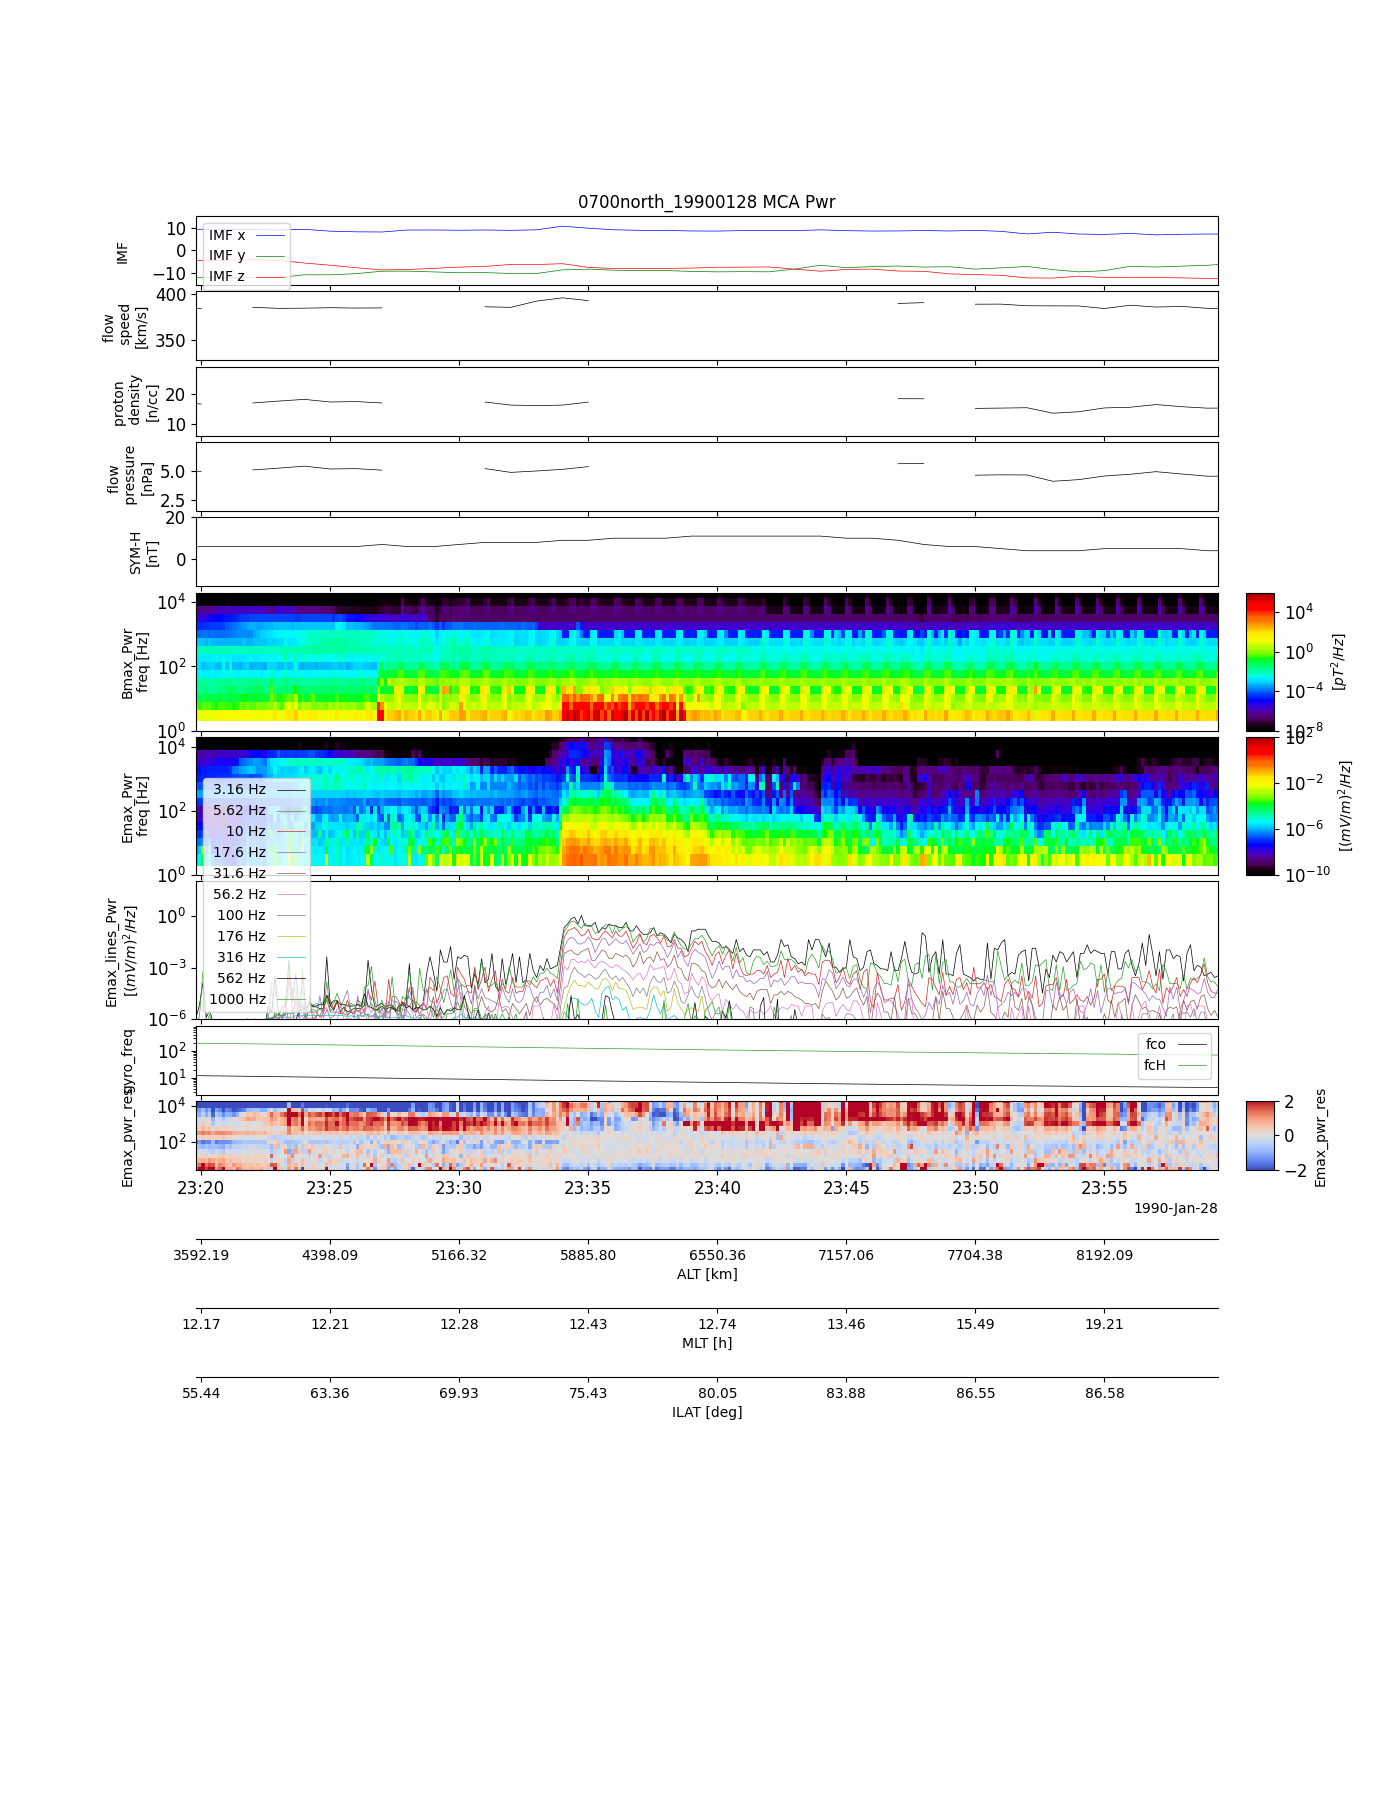 0700north_19900128 MCA Pwr
IMF
10
0
−10
IMF x
IMF y
IMF z
flow
speed
[km/s]
400
350
proton
density
[n/cc]
20
10
flow
pressure
[nPa]
5.0
2.5
SYM-H
[nT]
20
0
Bmax_Pwr
freq [Hz]
10^4
10^2
10^0
10^4
10^0
10^−4
10^−8
[pT^2/Hz]
Emax_Pwr
freq [Hz]
10^4
10^2
10^0
10^2
10^−2
10^−6
10^−10
[(mV/m)^2/Hz]
3.16 Hz
5.62 Hz
10 Hz
17.6 Hz
31.6 Hz
56.2 Hz
100 Hz
176 Hz
316 Hz
562 Hz
1000 Hz
Emax_lines_Pwr
[(mV/m)^2/Hz]
10^0
10^−3
10^−6
gyro_freq
10^2
10^1
fco
fcH
Emax_pwr_res
10^4
10^2
2
0
−2
Emax_pwr_res
23:20 23:25 23:30 23:35 23:40 23:45 23:50 23:55
1990-Jan-28
3592.19 4398.09 5166.32 5885.80 6550.36 7157.06 7704.38 8192.09
ALT [km]
12.17 12.21 12.28 12.43 12.74 13.46 15.49 19.21
MLT [h]
55.44 63.36 69.93 75.43 80.05 83.88 86.55 86.58
ILAT [deg]